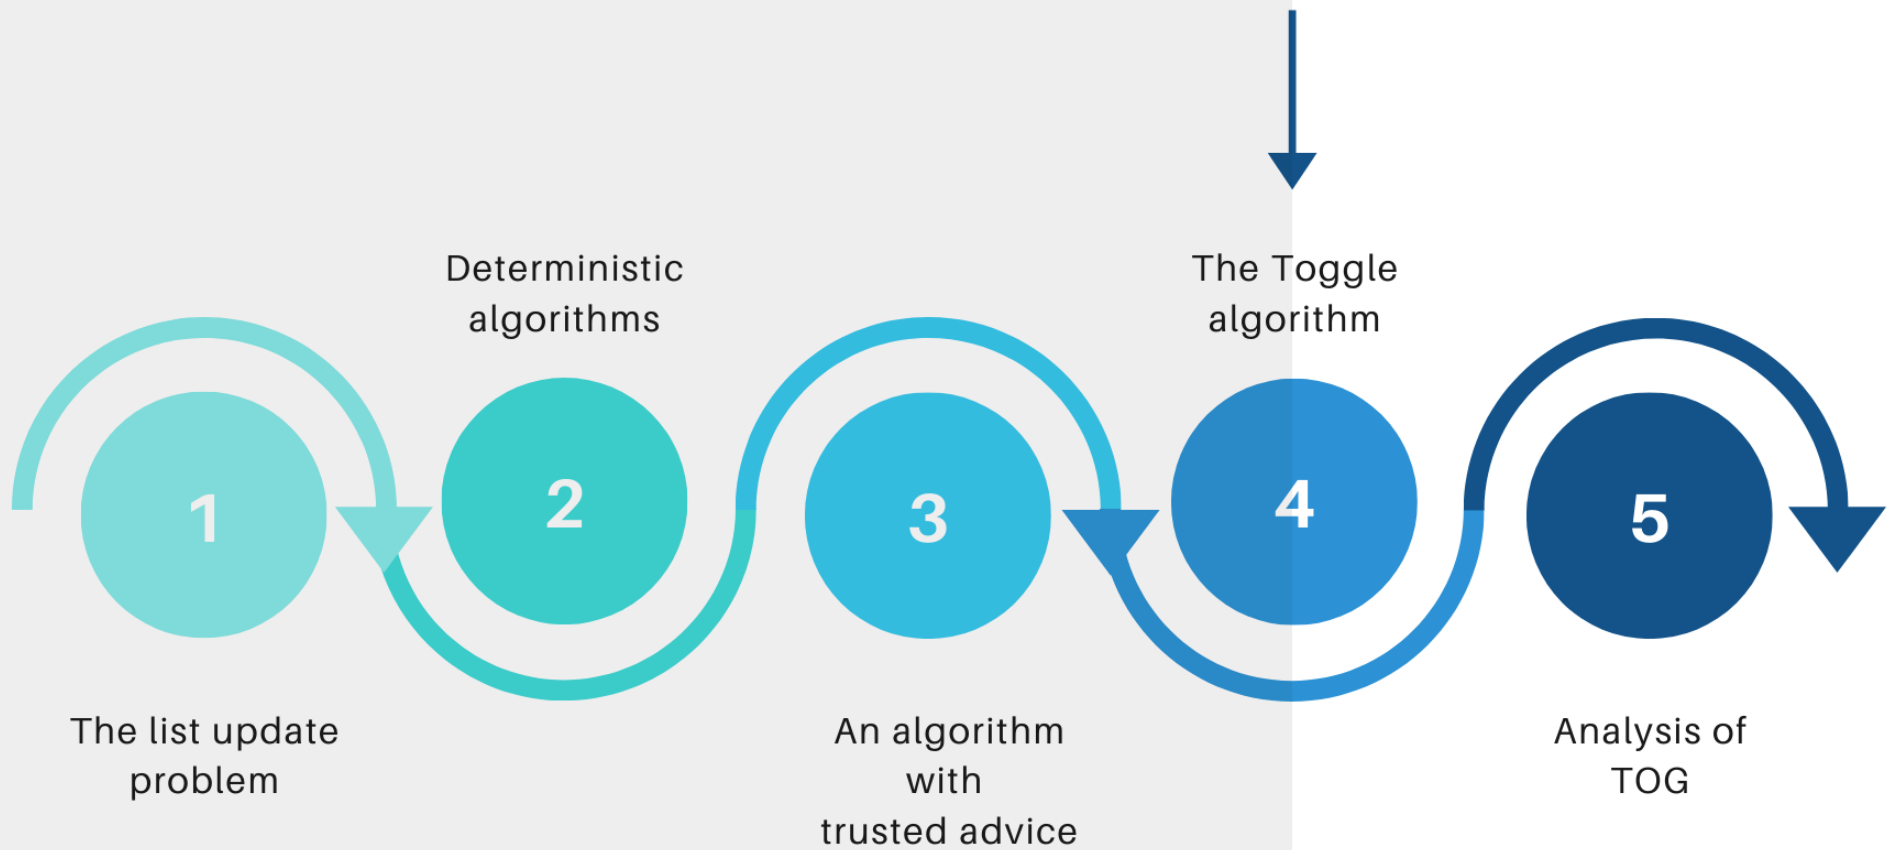 1
The list update
problem
Deterministic
algorithms
2
3
An algorithm
with
trusted advice
The Toggle
algorithm
4
5
Analysis of
TOG